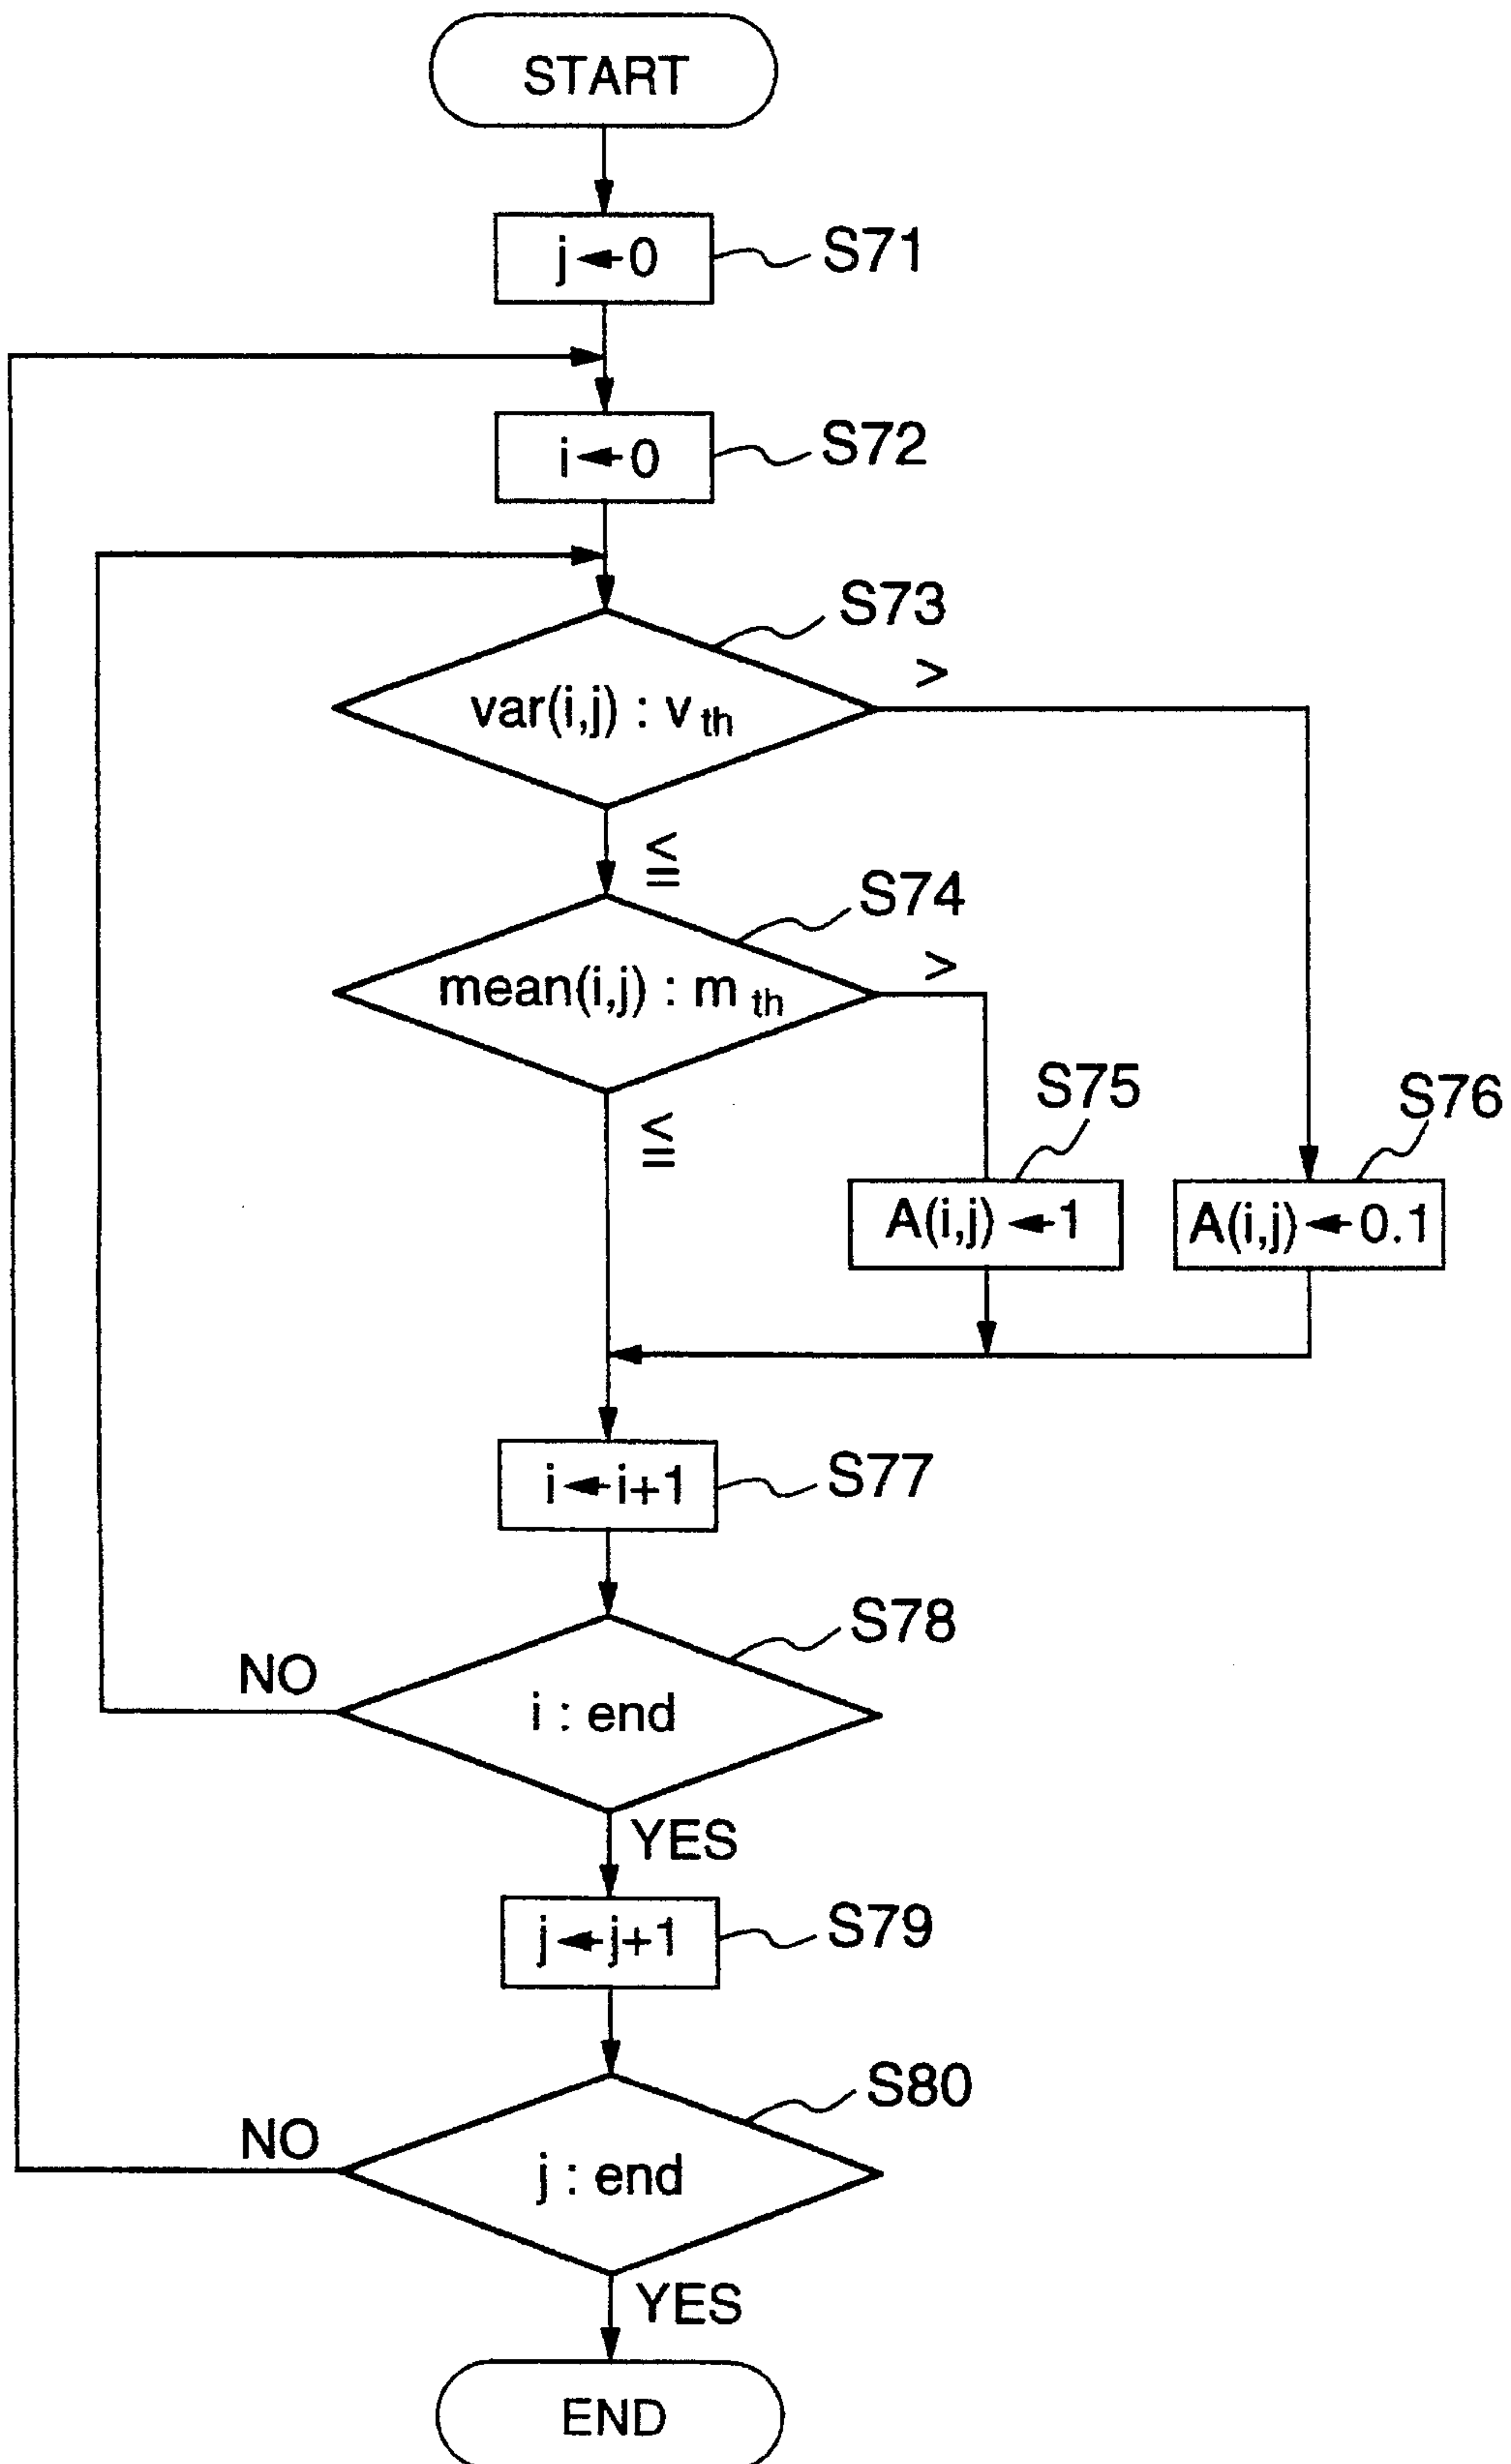 START
j←0 S71
i←0 S72
S73
var(i,j) : v th
>
≦
S74
mean(i,j) : m th
>
≦
S75
S76
A(i,j)←1
A(i,j)←0.1
i←i+1 S77
S78
i : end
NO
YES
j←j+1 S79
S80
j : end
NO
YES
END